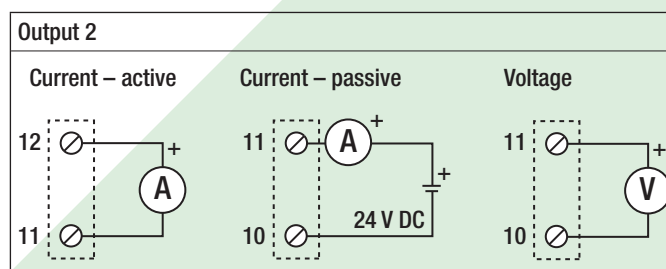 Output 2
Current – active
Current – passive
Voltage
12
+
A
11
11
A
+
+
24 V DC
10
11
+
V
10